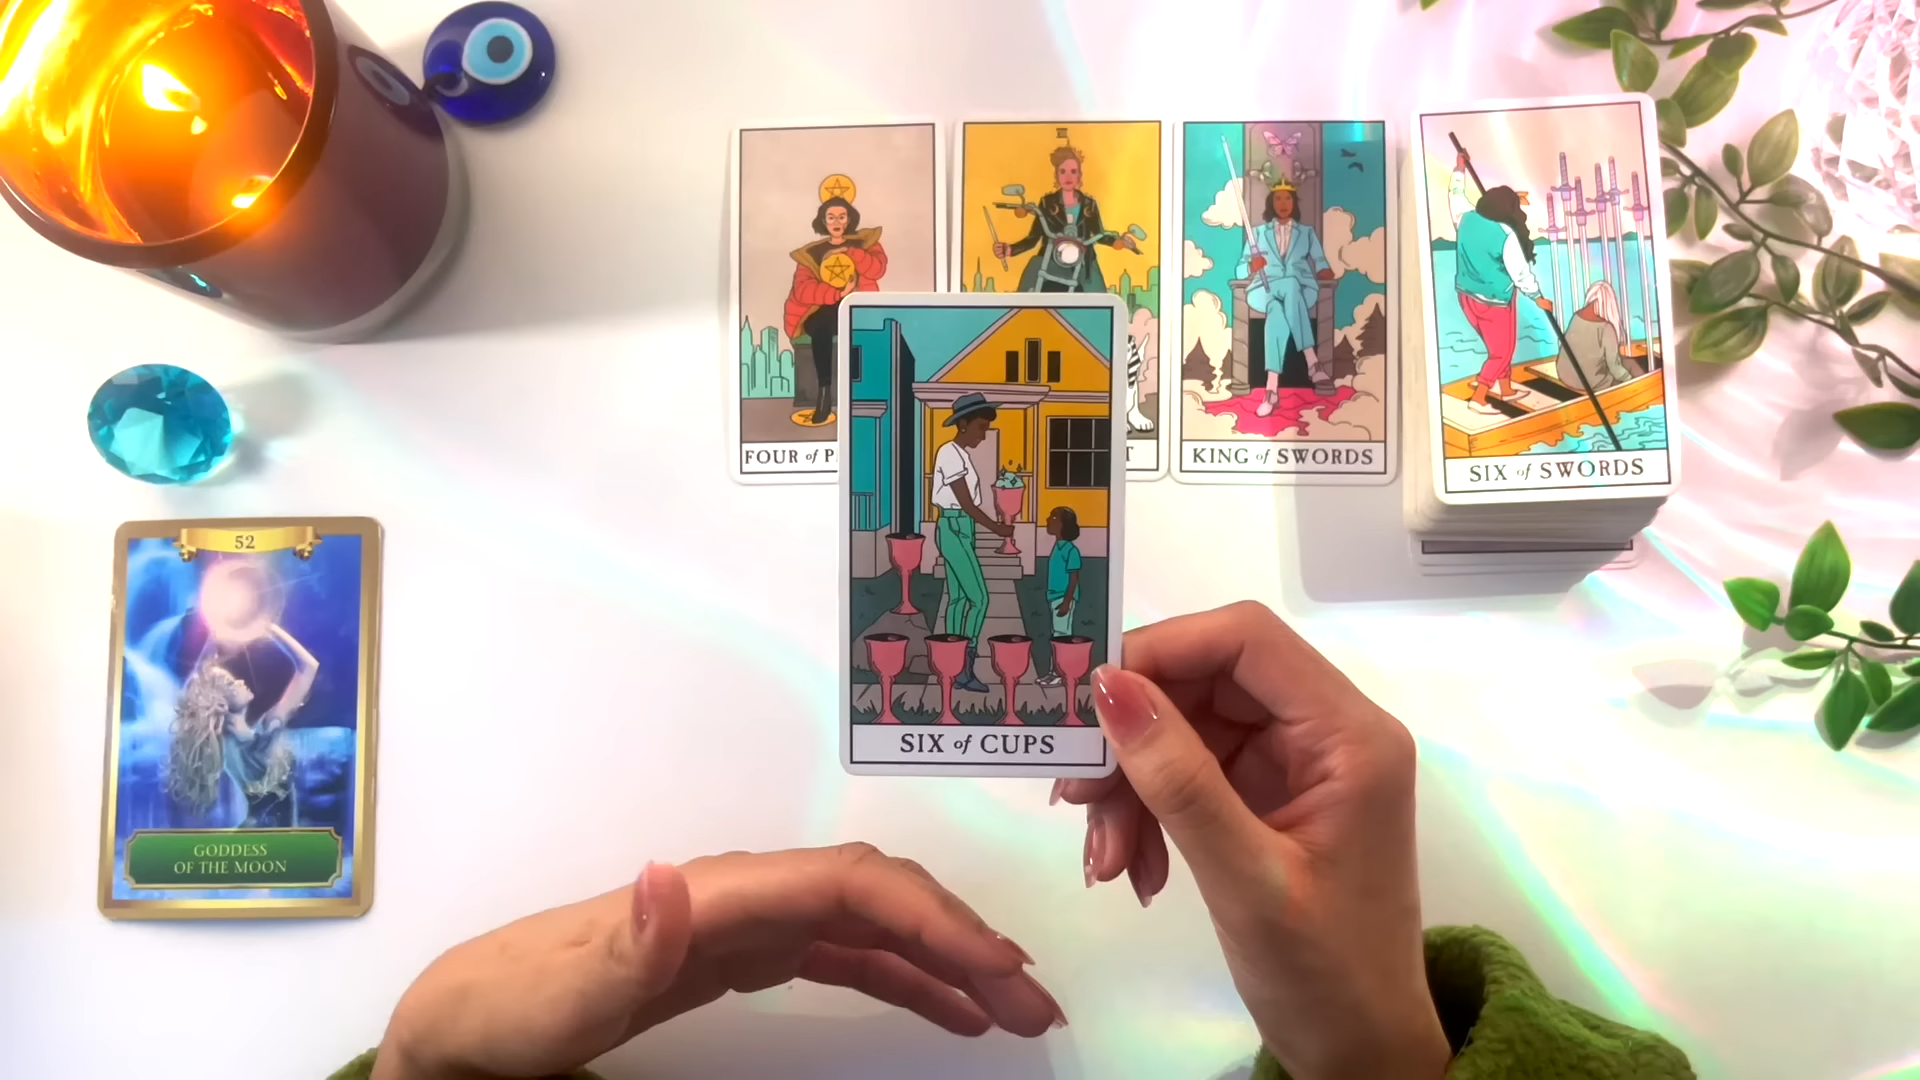 FOUR of
KING of SWORDS
SIX of SWORDS
52
SIX of CUPS
GODDESS
OF THE MOON